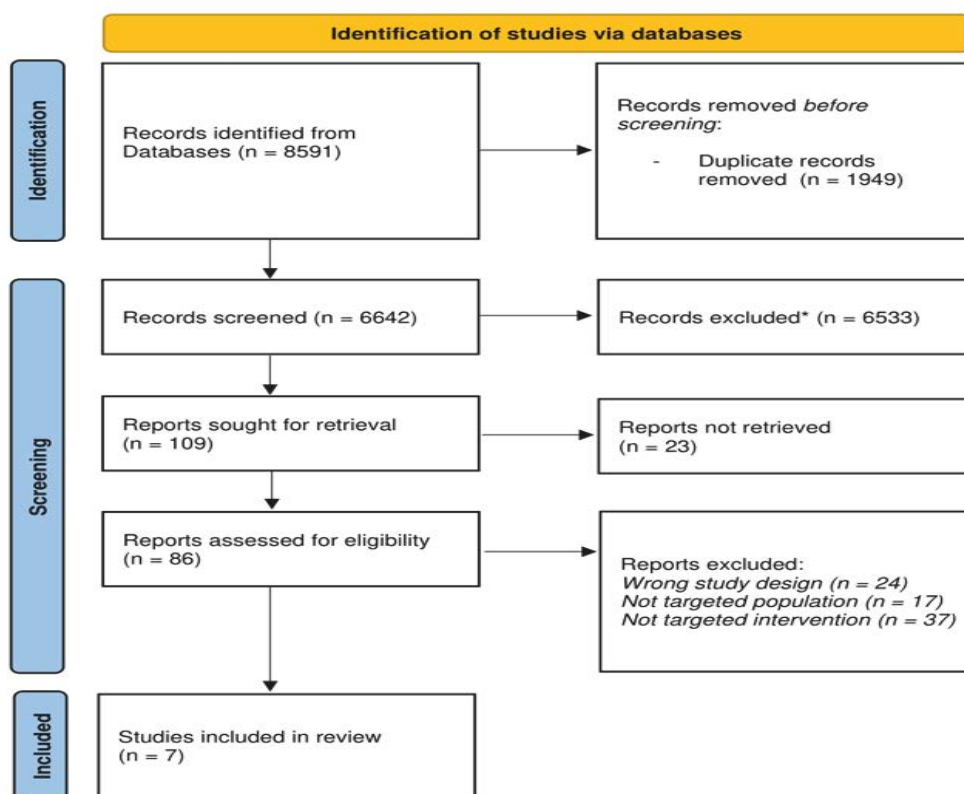 Identification of studies via databases
Identification
Records identified from
Databases (n = 8591)
Records removed before
screening:
- Duplicate records
removed (n = 1949)
Screening
Records screened (n = 6642)
Records excluded* (n = 6533)
Reports sought for retrieval
(n = 109)
Reports not retrieved
(n = 23)
Reports assessed for eligibility
(n = 86)
Reports excluded:
Wrong study design (n = 24)
Not targeted population (n = 17)
Not targeted intervention (n = 37)
Included
Studies included in review
(n = 7)